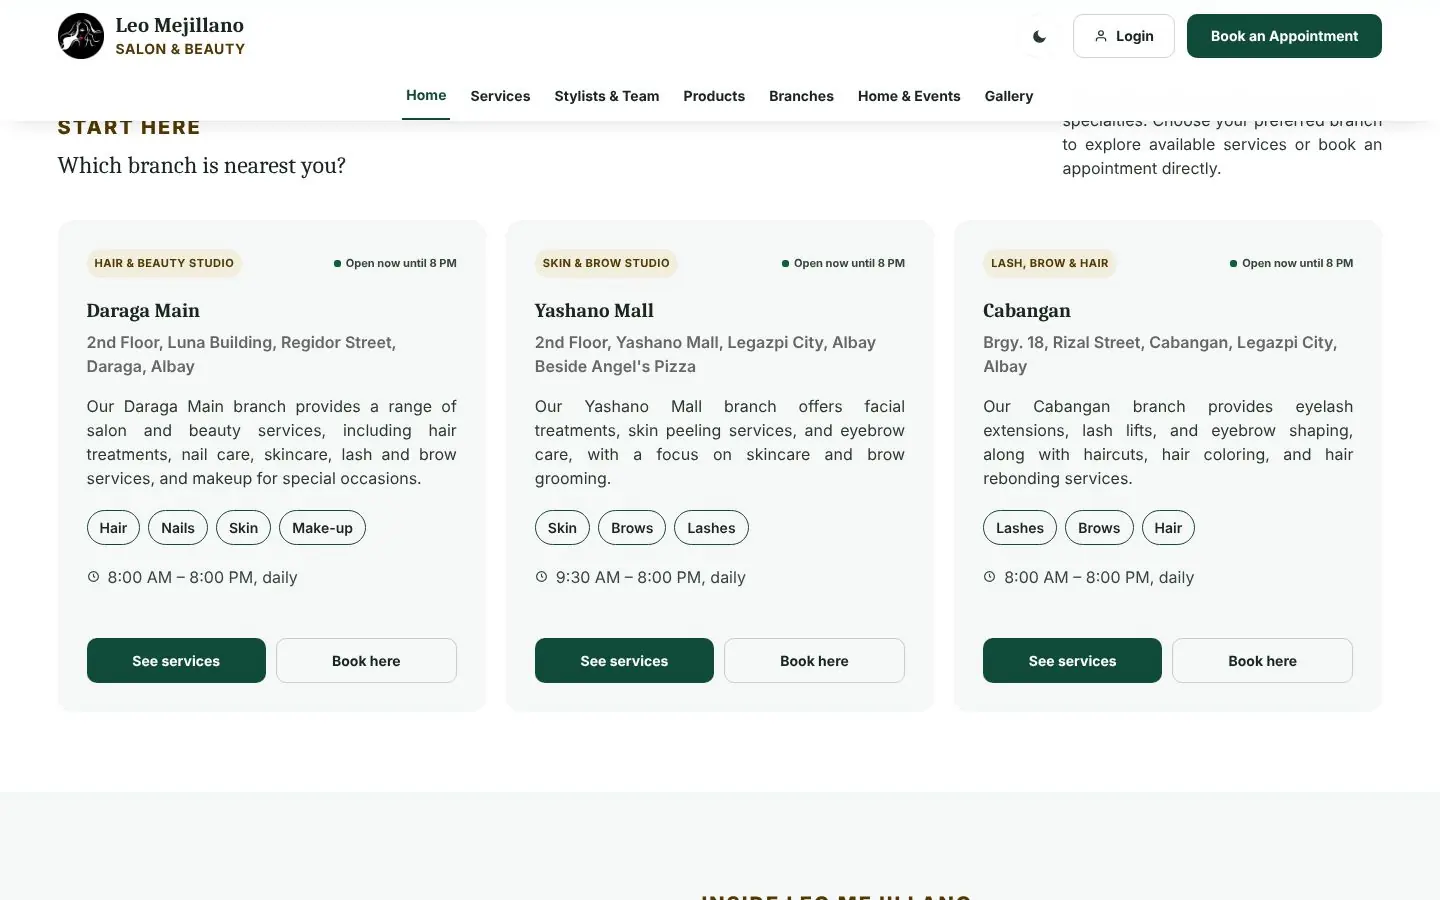 Leo Mejillano
SALON & BEAUTY
Login
Book an Appointment
Home
Services
Stylists & Team
Products
Branches
Home & Events
Gallery
START HERE
Which branch is nearest you?
specialties. Choose your preferred branch
to explore available services or book an
appointment directly.
HAIR & BEAUTY STUDIO
Open now until 8 PM
Daraga Main
2nd Floor, Luna Building, Regidor Street,
Daraga, Albay
Our Daraga Main branch provides a range of
salon and beauty services, including hair
treatments, nail care, skincare, lash and brow
services, and makeup for special occasions.
Hair
Nails
Skin
Make-up
8:00 AM – 8:00 PM, daily
See services
Book here
SKIN & BROW STUDIO
Open now until 8 PM
Yashano Mall
2nd Floor, Yashano Mall, Legazpi City, Albay
Beside Angel's Pizza
Our Yashano Mall branch offers facial
treatments, skin peeling services, and eyebrow
care, with a focus on skincare and brow
grooming.
Skin
Brows
Lashes
9:30 AM – 8:00 PM, daily
See services
Book here
LASH, BROW & HAIR
Open now until 8 PM
Cabangan
Brgy. 18, Rizal Street, Cabangan, Legazpi City,
Albay
Our Cabangan branch provides eyelash
extensions, lash lifts, and eyebrow shaping,
along with haircuts, hair coloring, and hair
rebonding services.
Lashes
Brows
Hair
8:00 AM – 8:00 PM, daily
See services
Book here
INSIDE LEO MEJILLANO